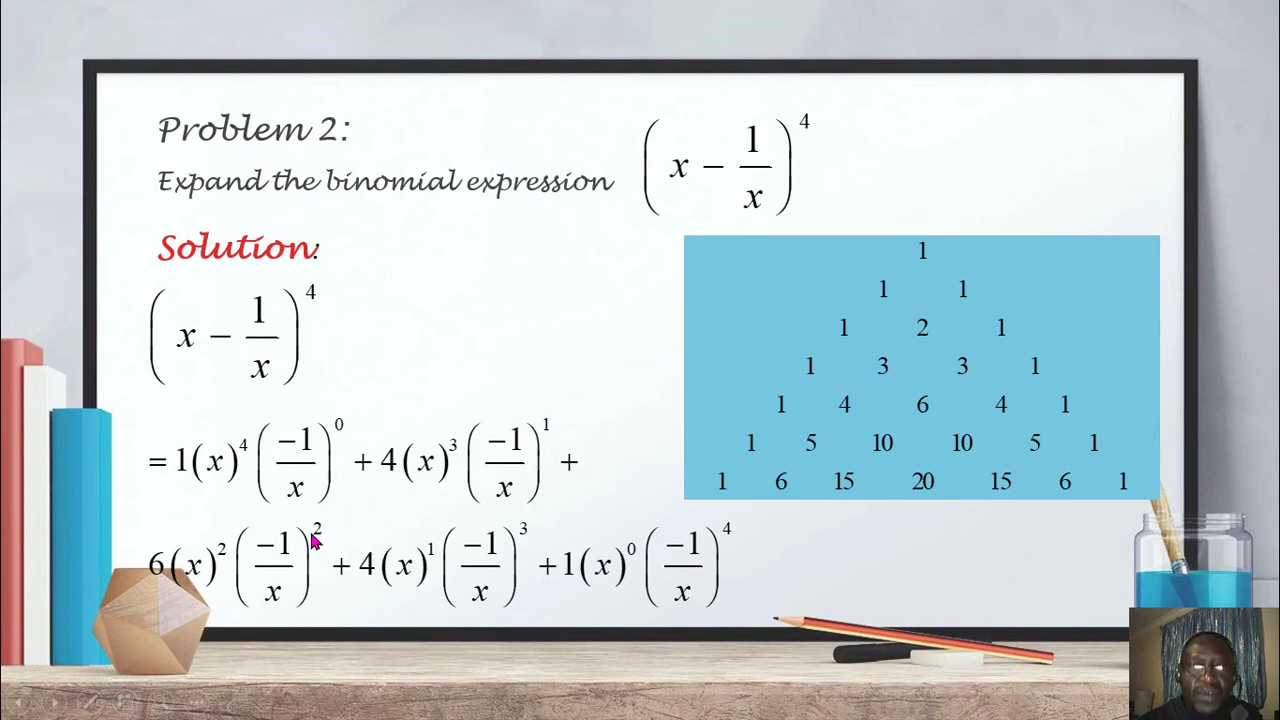 Problem 2:
Expand the binomial expression (x − 1/x)^4
Solution:
(x − 1/x)^4
= 1(x)^4 (−1/x)^0 + 4(x)^3 (−1/x)^1 +
6(x)^2 (−1/x)^2 + 4(x)^1 (−1/x)^3 + 1(x)^0 (−1/x)^4
1
1 1
1 2 1
1 3 3 1
1 4 6 4 1
1 5 10 10 5 1
1 6 15 20 15 6 1